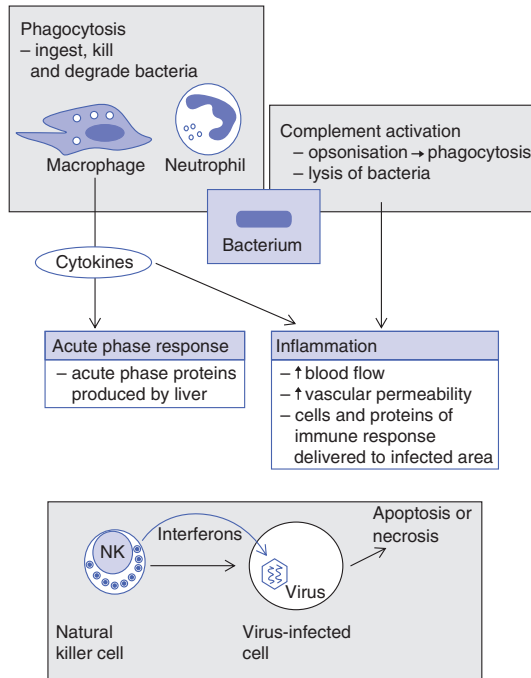 Phagocytosis
– ingest, kill
and degrade bacteria
Macrophage
Neutrophil
Complement activation
– opsonisation → phagocytosis
– lysis of bacteria
Bacterium
Cytokines
Acute phase response
– acute phase proteins
produced by liver
Inflammation
– ↑ blood flow
– ↑ vascular permeability
– cells and proteins of
immune response
delivered to infected area
NK
Interferons
Virus
Apoptosis or
necrosis
Natural
killer cell
Virus-infected
cell